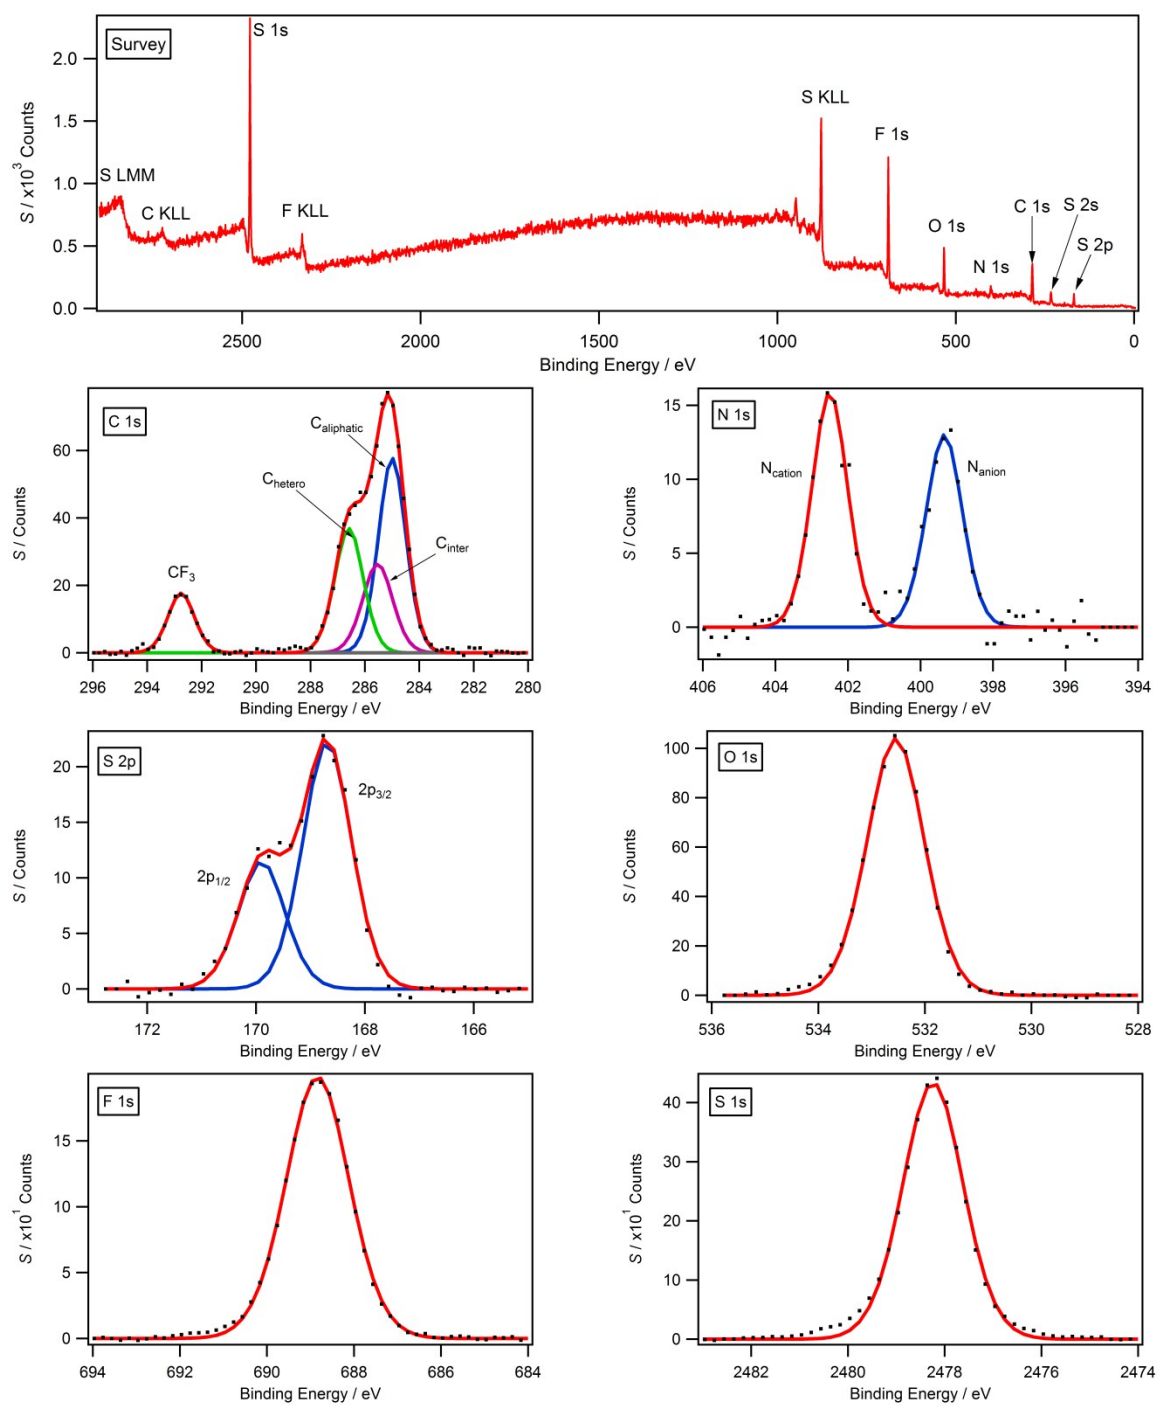 Survey
S / x10³ Counts
2.0
1.5
1.0
0.5
0.0
S LMM
C KLL
S 1s
F KLL
S KLL
F 1s
O 1s
N 1s
C 1s
S 2s
S 2p
2500 2000 1500 1000 500 0
Binding Energy / eV
C 1s
S / Counts
60
40
20
0
CF₃
C_hetero
C_aliphatic
C_inter
296 294 292 290 288 286 284 282 280
Binding Energy / eV
N 1s
S / Counts
15
10
5
0
N_cation
N_anion
406 404 402 400 398 396 394
Binding Energy / eV
S 2p
S / Counts
20
15
10
5
0
2p₁/₂
2p₃/₂
172 170 168 166
Binding Energy / eV
O 1s
S / Counts
100
80
60
40
20
0
536 534 532 530 528
Binding Energy / eV
F 1s
S / x10¹ Counts
15
10
5
0
694 692 690 688 686 684
Binding Energy / eV
S 1s
S / x10¹ Counts
40
30
20
10
0
2482 2480 2478 2476 2474
Binding Energy / eV